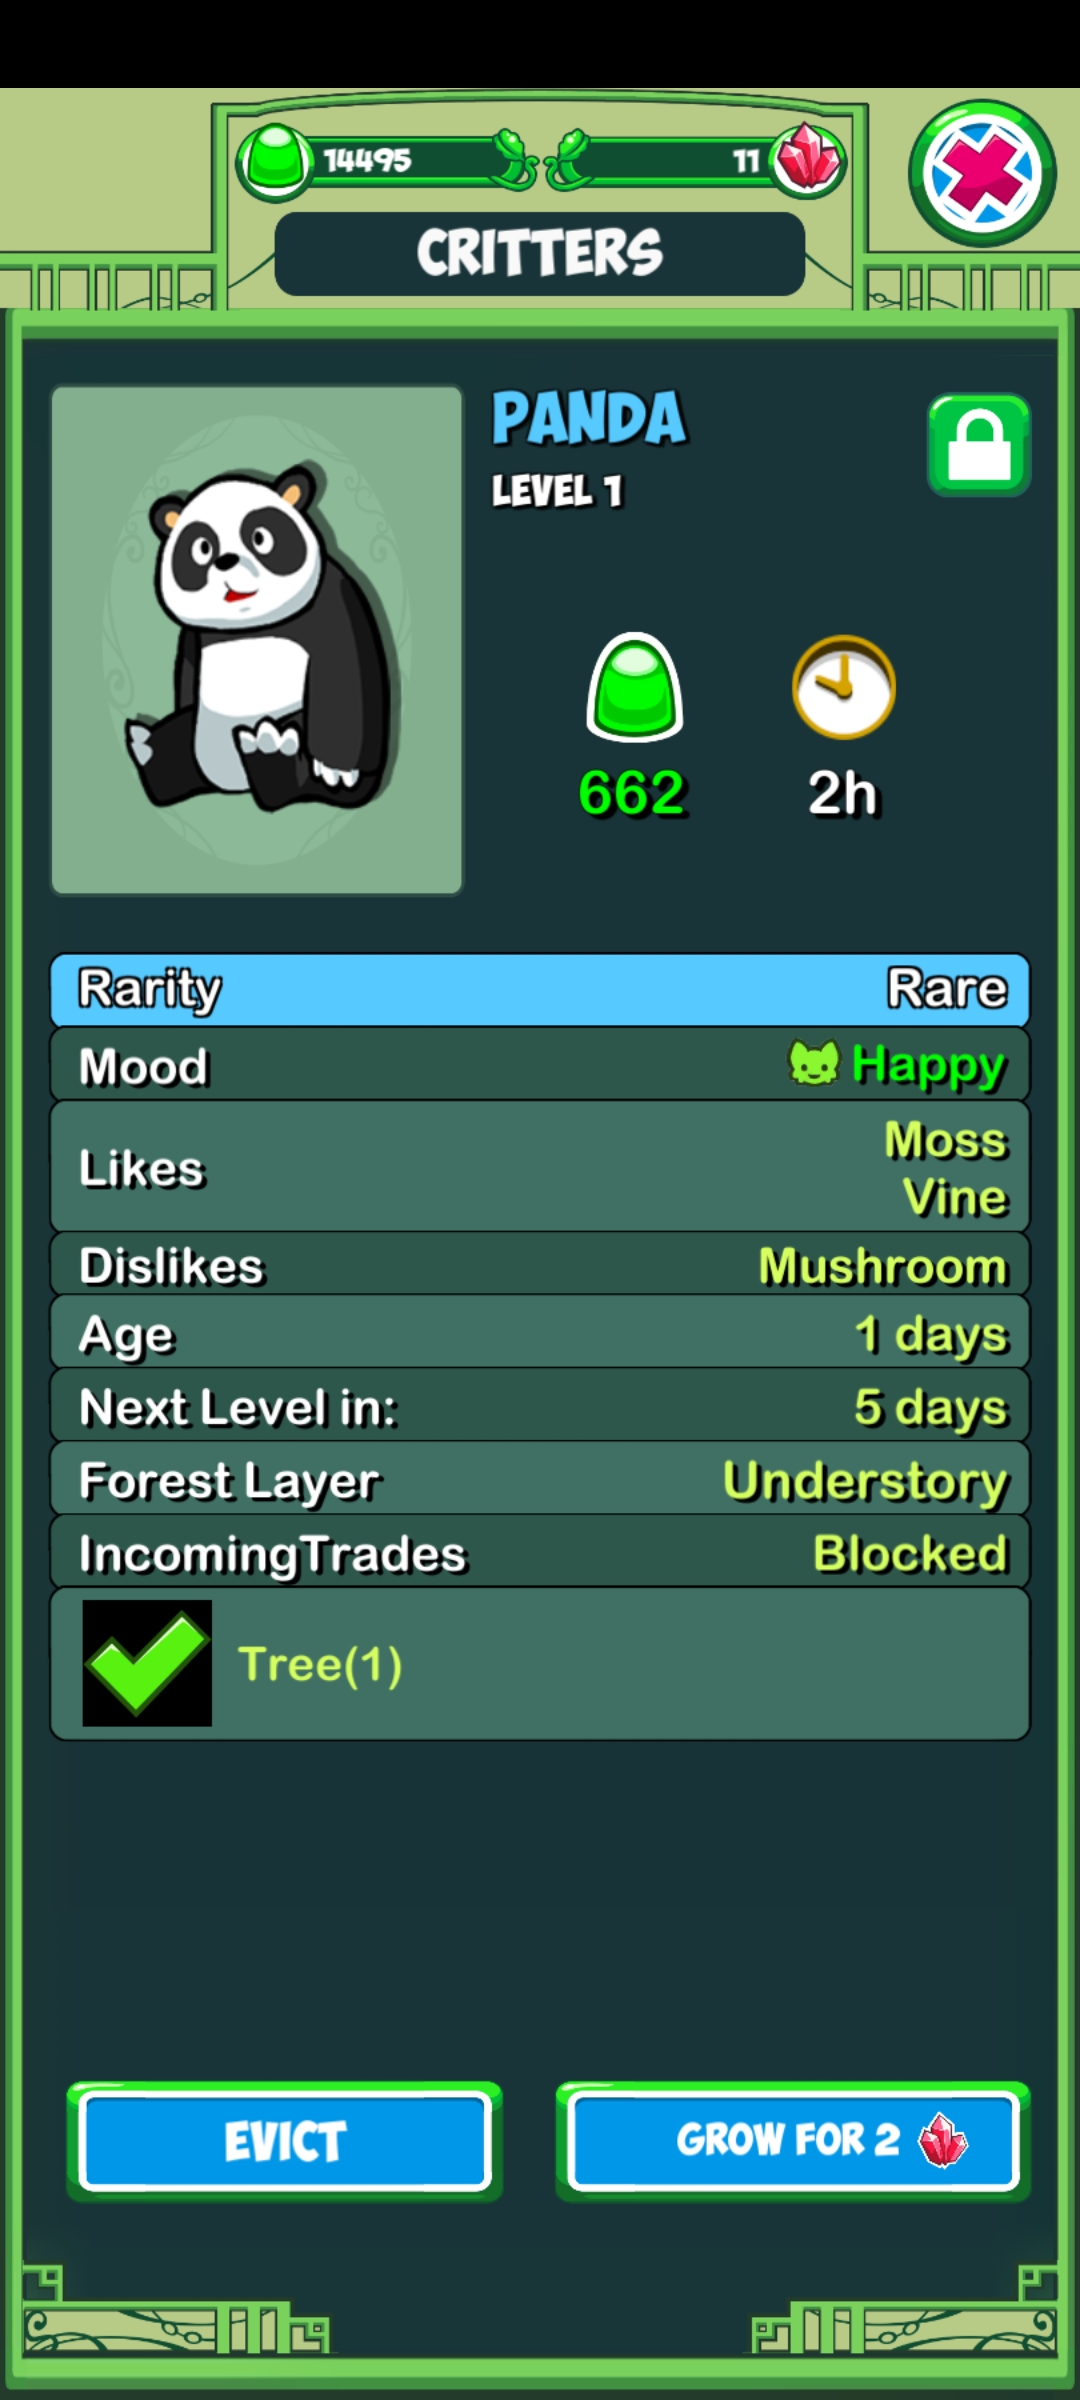 14495
11
CRITTERS
PANDA
LEVEL 1
662
2h
Rarity Rare
Mood Happy
Likes Moss
Vine
Dislikes Mushroom
Age 1 days
Next Level in: 5 days
Forest Layer Understory
IncomingTrades Blocked
Tree(1)
EVICT
GROW FOR 2